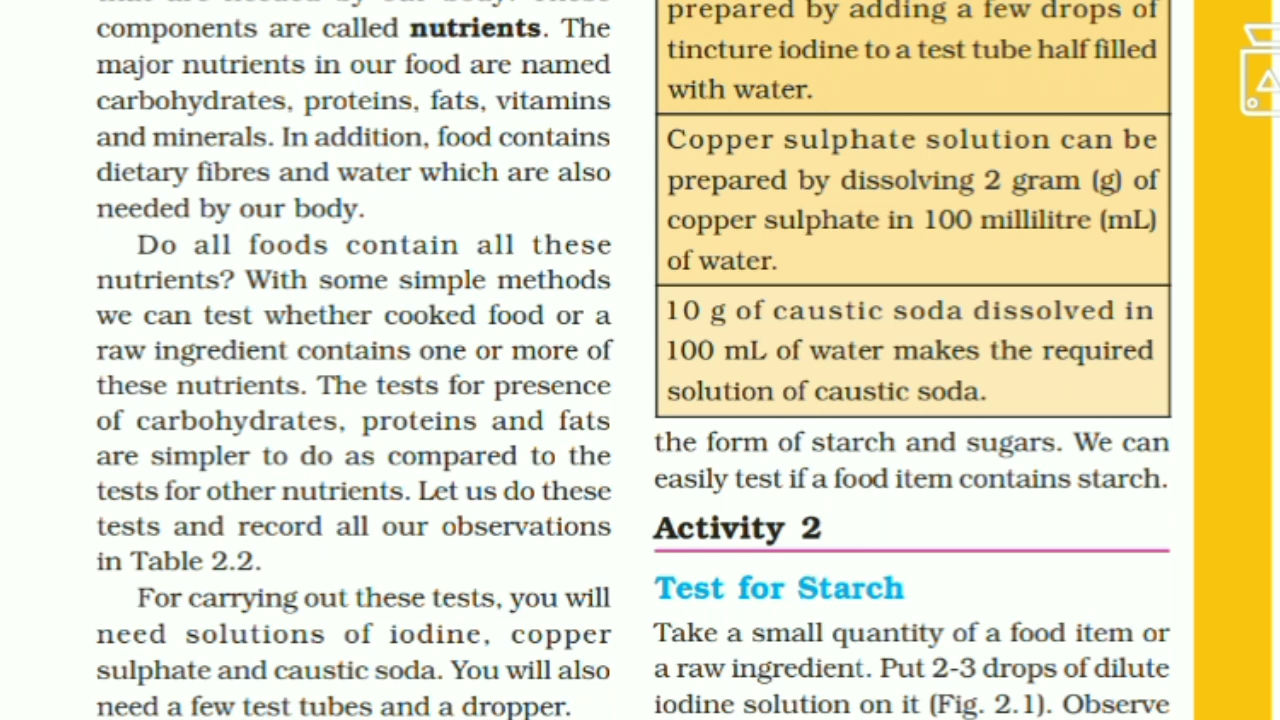 components are called nutrients. The
major nutrients in our food are named
carbohydrates, proteins, fats, vitamins
and minerals. In addition, food contains
dietary fibres and water which are also
needed by our body.
Do all foods contain all these
nutrients? With some simple methods
we can test whether cooked food or a
raw ingredient contains one or more of
these nutrients. The tests for presence
of carbohydrates, proteins and fats
are simpler to do as compared to the
tests for other nutrients. Let us do these
tests and record all our observations
in Table 2.2.
For carrying out these tests, you will
need solutions of iodine, copper
sulphate and caustic soda. You will also
need a few test tubes and a dropper.
prepared by adding a few drops of
tincture iodine to a test tube half filled
with water.
Copper sulphate solution can be
prepared by dissolving 2 gram (g) of
copper sulphate in 100 millilitre (mL)
of water.
10 g of caustic soda dissolved in
100 mL of water makes the required
solution of caustic soda.
the form of starch and sugars. We can
easily test if a food item contains starch.
Activity 2
Test for Starch
Take a small quantity of a food item or
a raw ingredient. Put 2-3 drops of dilute
iodine solution on it (Fig. 2.1). Observe